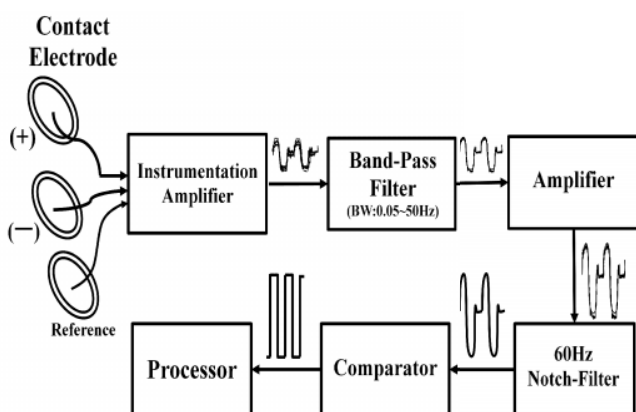 Contact
Electrode
(+)
Instrumentation
Amplifier
Band-Pass
Filter
(BW:0.05~50Hz)
Amplifier
(—)
Reference
Processor
Comparator
60Hz
Notch-Filter